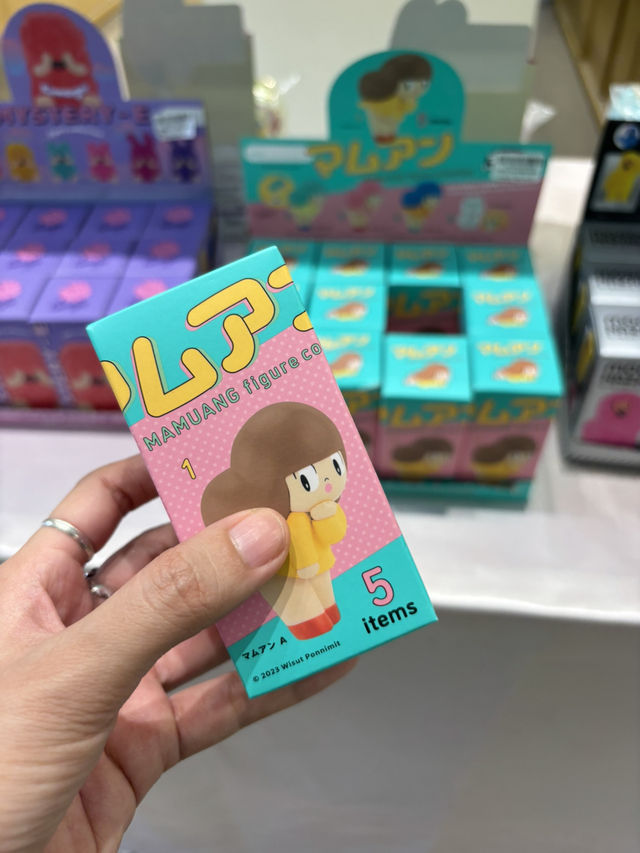 MYSTERY-E
マムアン
マムア
MAMUANG figure co
1
5
items
マムアン A
© 2023 Wisut Ponnimit